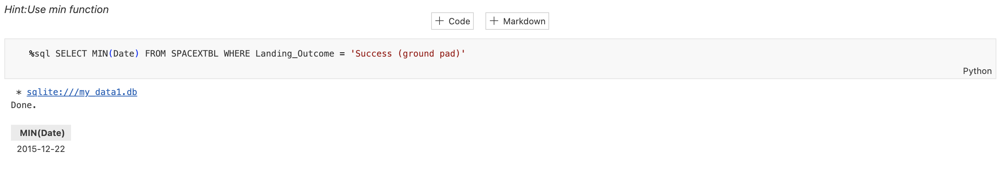 Hint:Use min function
+ Code + Markdown
%sql SELECT MIN(Date) FROM SPACEXTBL WHERE Landing_Outcome = 'Success (ground pad)'
Python
* sqlite:///my_data1.db
Done.
MIN(Date)
2015-12-22